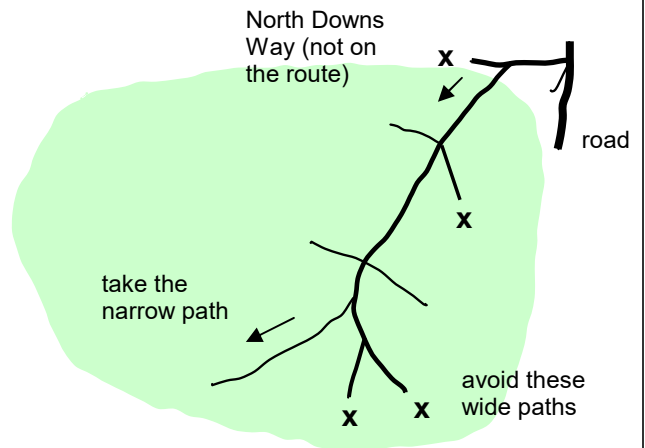 North Downs
Way (not on
the route)
X
road
X
take the
narrow path
avoid these
wide paths
X
X